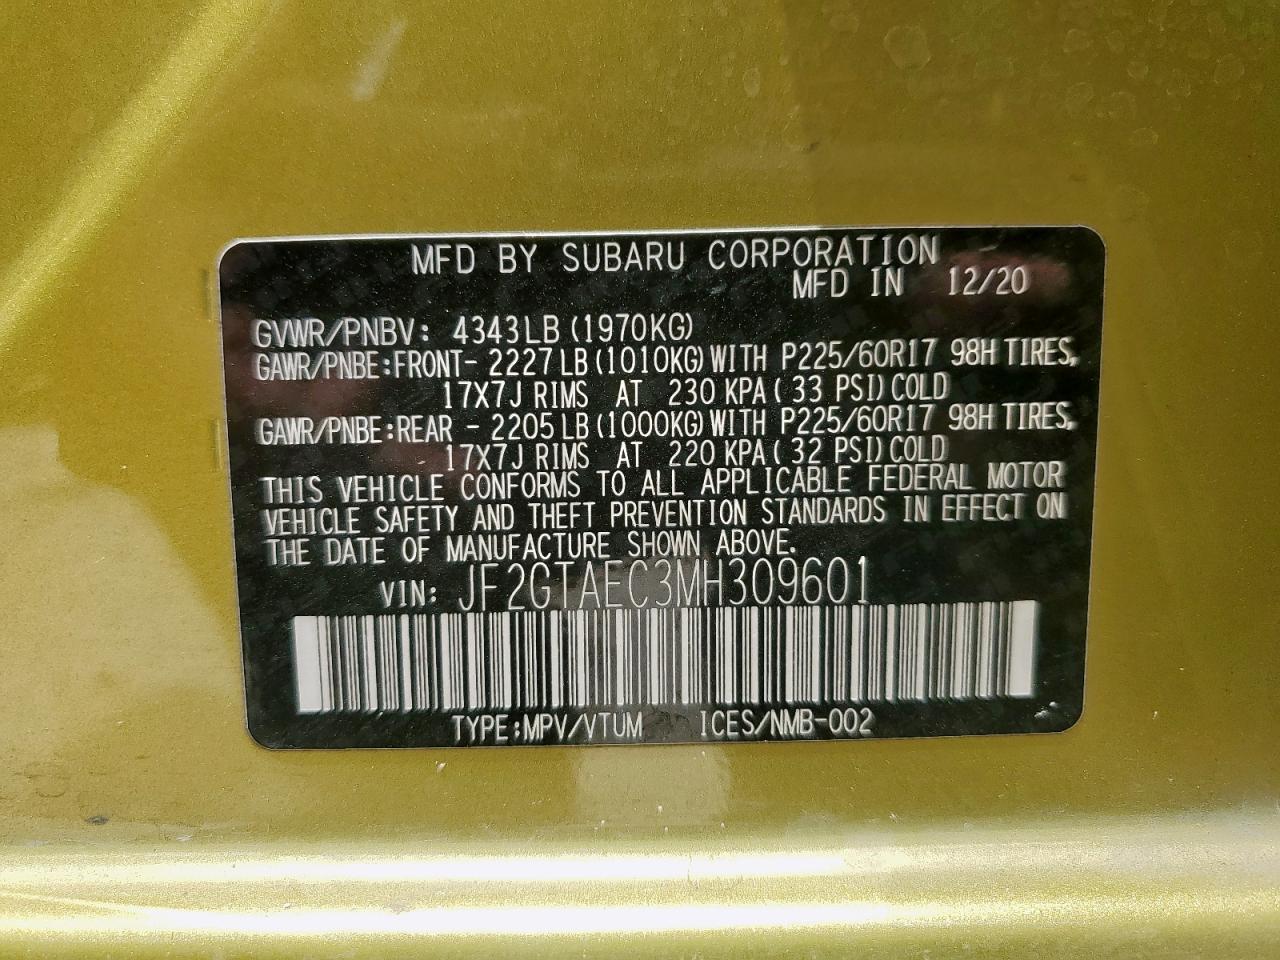 MFD BY SUBARU CORPORATION
MFD IN 12/20
GVWR/PNBV: 4343LB (1970KG)
GAWR/PNBE:FRONT- 2227LB (1010KG) WITH P225/60R17 98H TIRES,
17X7J RIMS AT 230 KPA ( 33 PSI) COLD
GAWR/PNBE:REAR - 2205LB (1000KG) WITH P225/60R17 98H TIRES,
17X7J RIMS AT 220 KPA ( 32 PSI) COLD
THIS VEHICLE CONFORMS TO ALL APPLICABLE FEDERAL MOTOR
VEHICLE SAFETY AND THEFT PREVENTION STANDARDS IN EFFECT ON
THE DATE OF MANUFACTURE SHOWN ABOVE.
VIN: JF2GTAEC3MH309601
TYPE:MPV/VTUM ICES/NMB-002